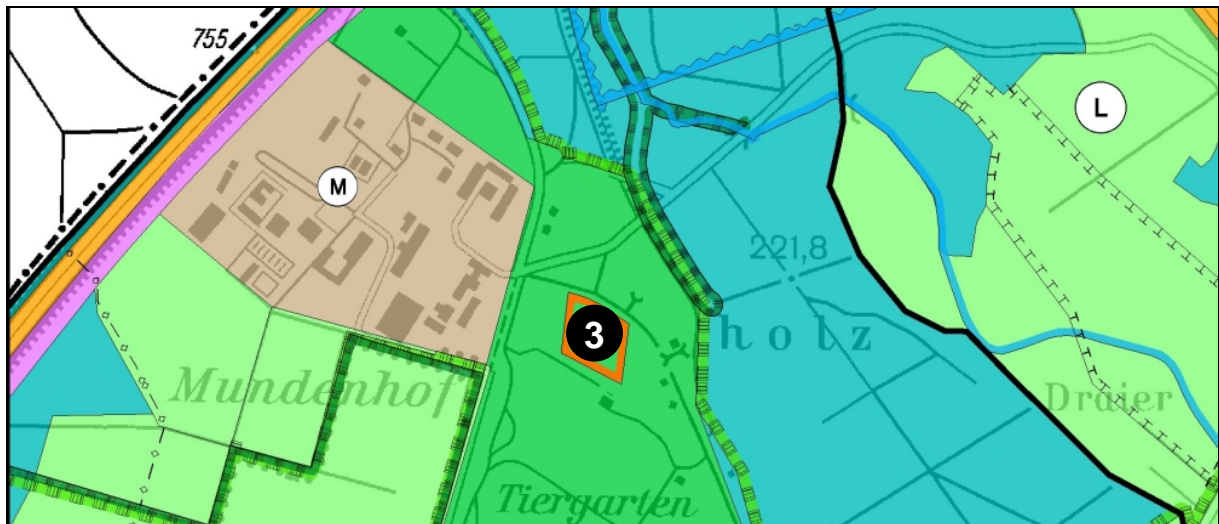 755
L
M
221,8
3
holz
Mundenhof
Draier
Tiergarten